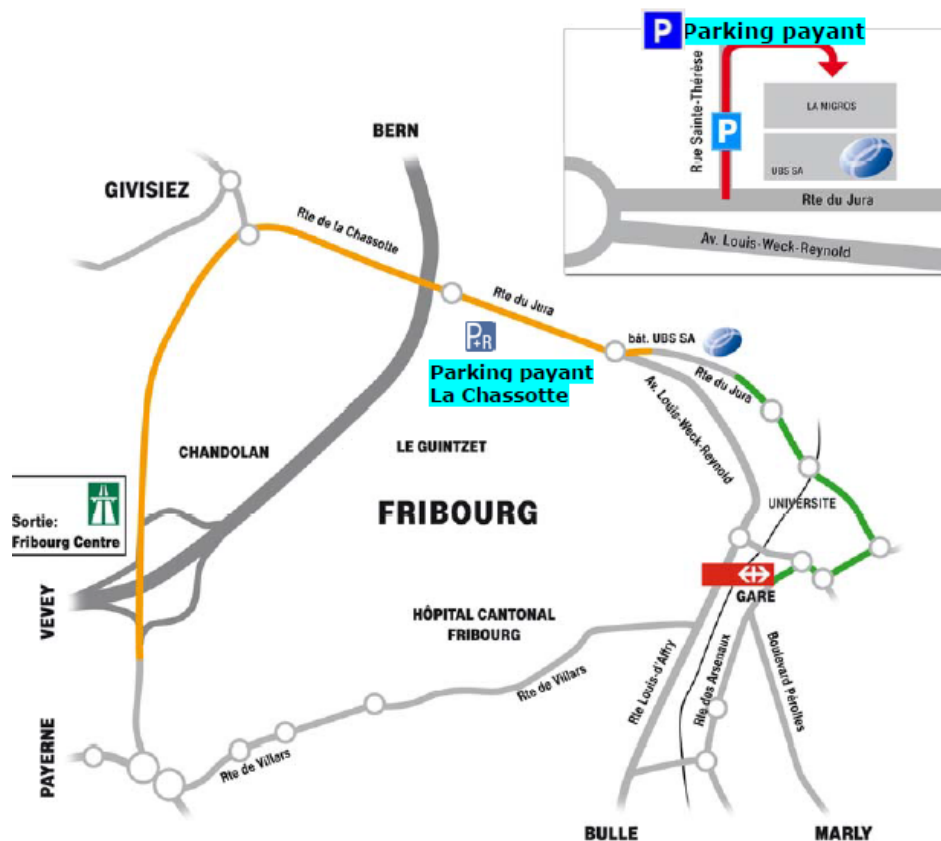 P Parking payant
Rue Sainte-Thérèse
LA MIGROS
P
UBS SA
Rte du Jura
Av. Louis-Weck-Reynold
BERN
GIVISIEZ
Rte de la Chassotte
Rte du Jura
P+R
bât. UBS SA
Parking payant
La Chassotte
Rte du Jura
Av. Louis-Weck-Reynold
CHANDOLAN
LE GUINTZET
Sortie:
Fribourg Centre
FRIBOURG
UNIVERSITE
GARE
VEVEY
HÔPITAL CANTONAL
FRIBOURG
Rte de Villars
Rte Louis-d'Affry
Rte des Arsenaux
Boulevard Pérolles
PAYERNE
Rte de Villars
BULLE
MARLY